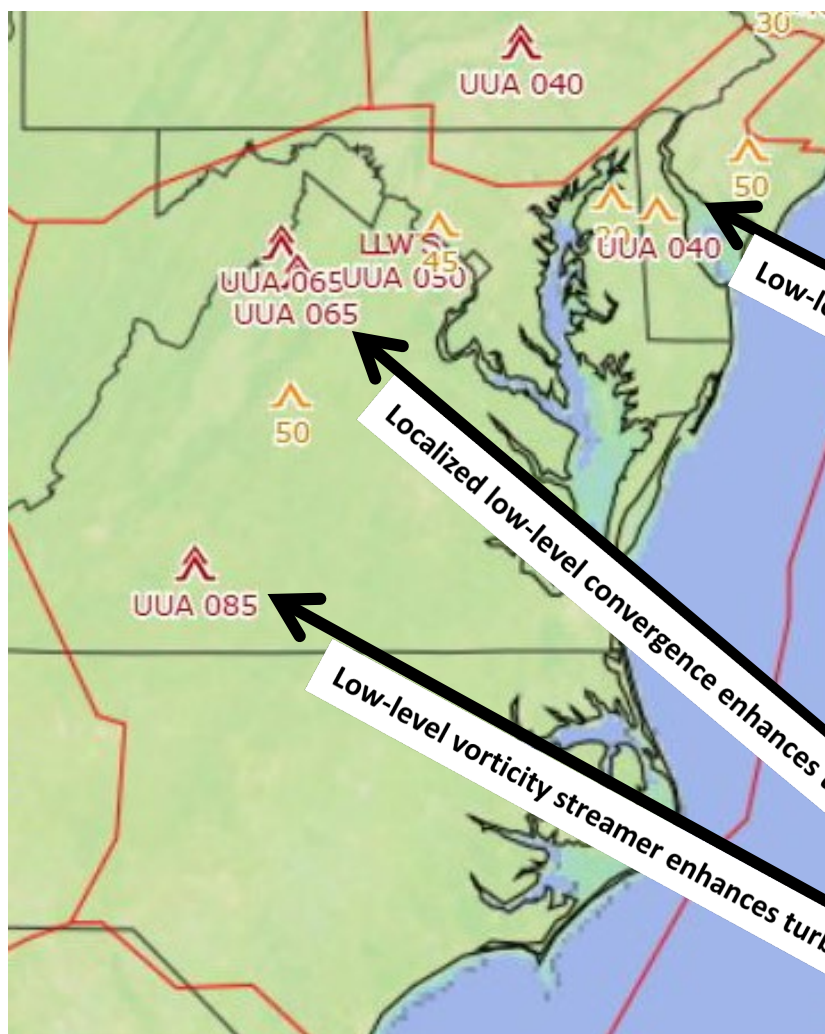 30
UUA 040
50
LLWS
45
UUA 040
UUA 065
UUA 050
UUA 065
Low-
50
Localized low-level convergence enhances
UUA 085
Low-level vorticity streamer enhances